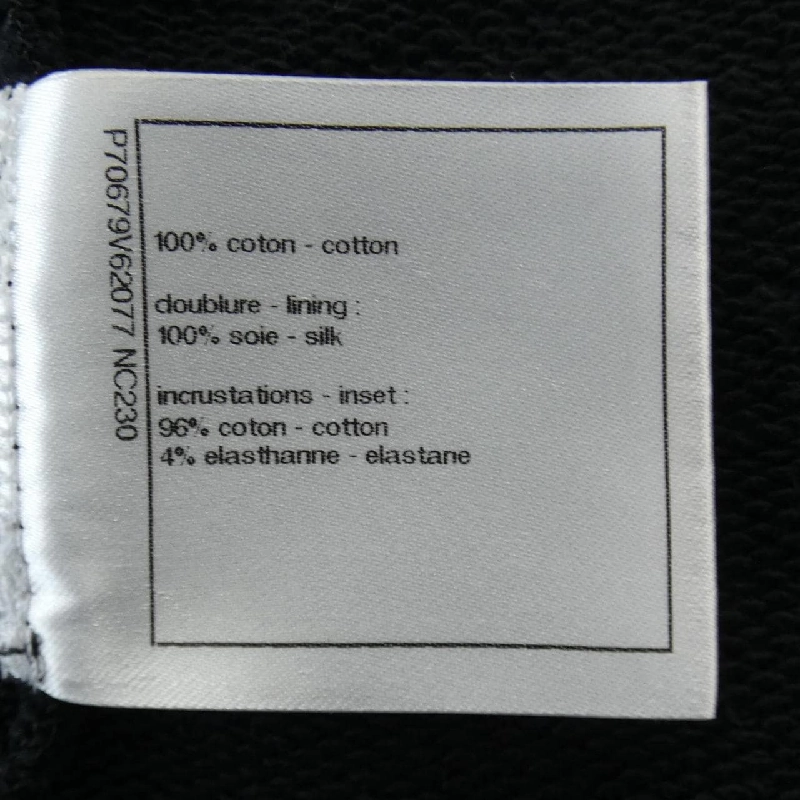 P70679V62077 NC230
100% coton - cotton
doublure - lining :
100% soie - silk
incrustations - inset :
96% coton - cotton
4% elasthanne - elastane